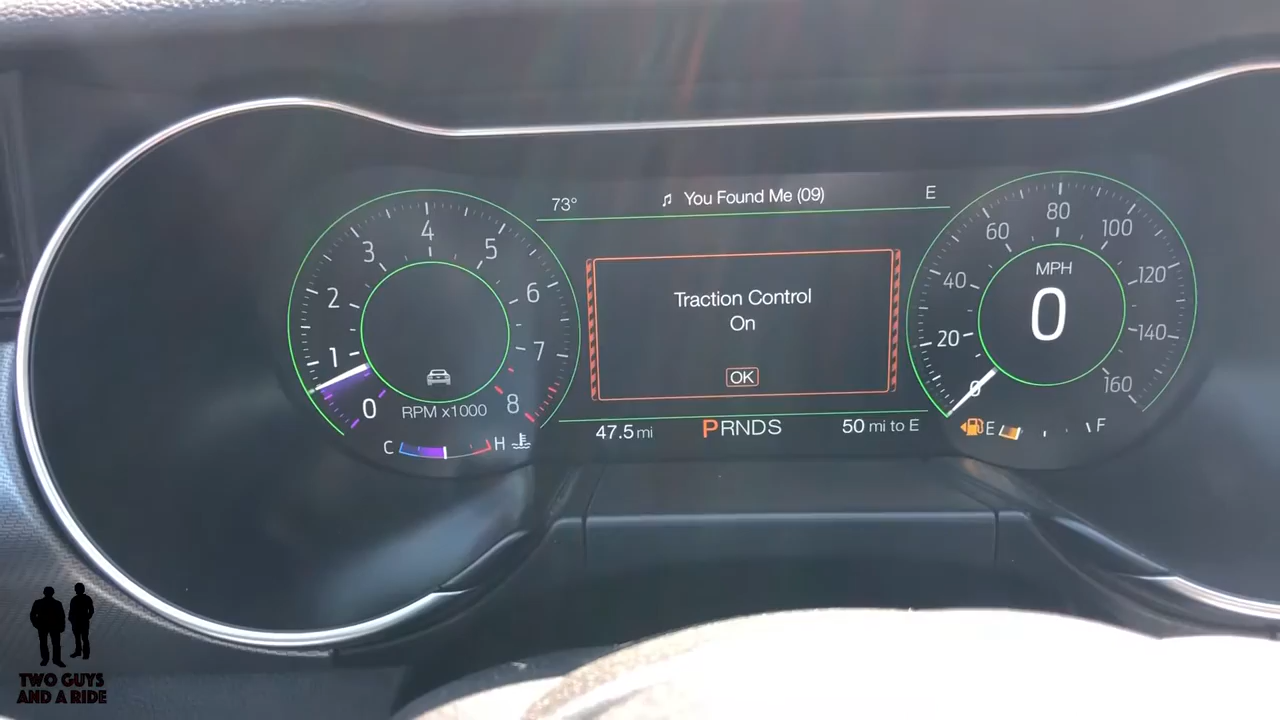 73° You Found Me (09) E
Traction Control
On
OK
47.5 mi PRNDS 50 mi to E
0 1 2 3 4 5 6 7 8
RPM x1000
C H
0 20 40 60 80 100 120 140 160
MPH
0
E F
TWO GUYS
AND A RIDE